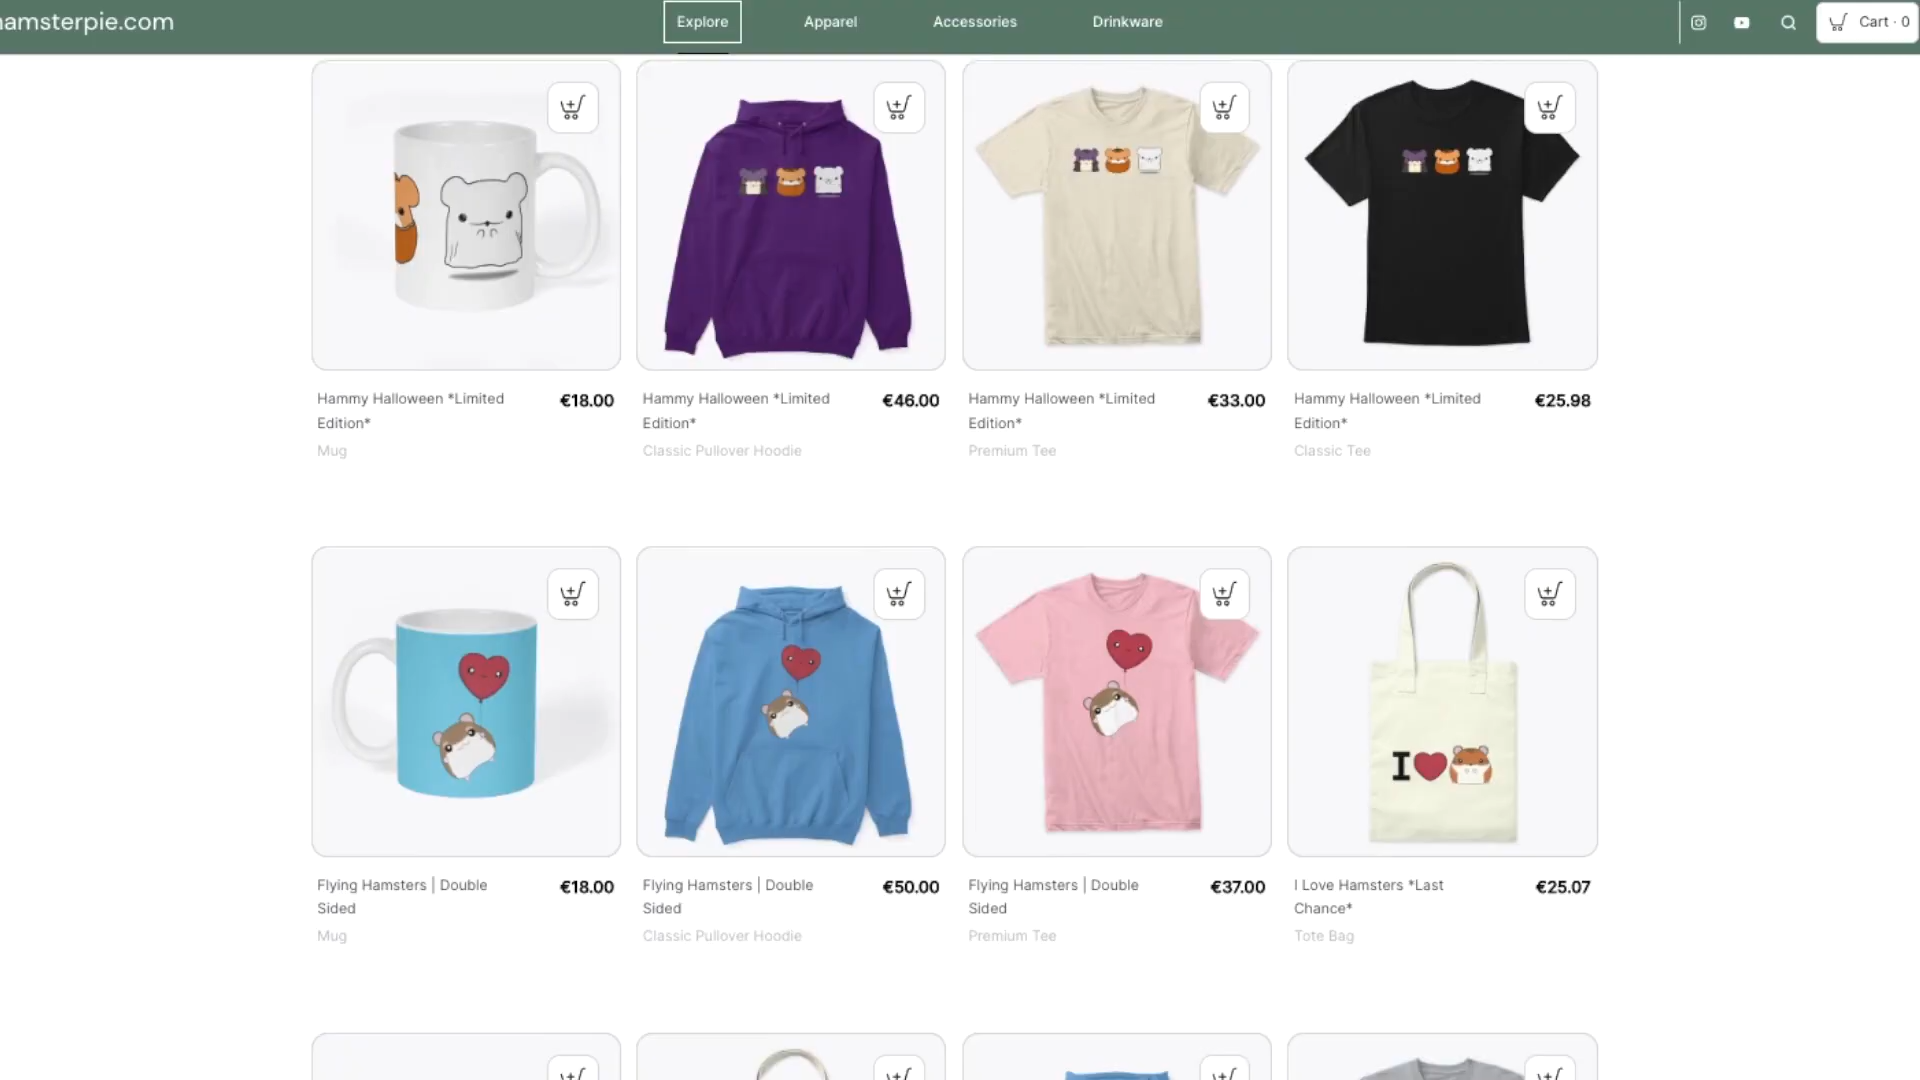 hamsterpie.com
Explore
Apparel
Accessories
Drinkware
Cart · 0
Hammy Halloween *Limited
Edition*
€18.00
Mug
Hammy Halloween *Limited
Edition*
€46.00
Classic Pullover Hoodie
Hammy Halloween *Limited
Edition*
€33.00
Premium Tee
Hammy Halloween *Limited
Edition*
€25.98
Classic Tee
I
Flying Hamsters | Double
Sided
€18.00
Mug
Flying Hamsters | Double
Sided
€50.00
Classic Pullover Hoodie
Flying Hamsters | Double
Sided
€37.00
Premium Tee
I Love Hamsters *Last
Chance*
€25.07
Tote Bag